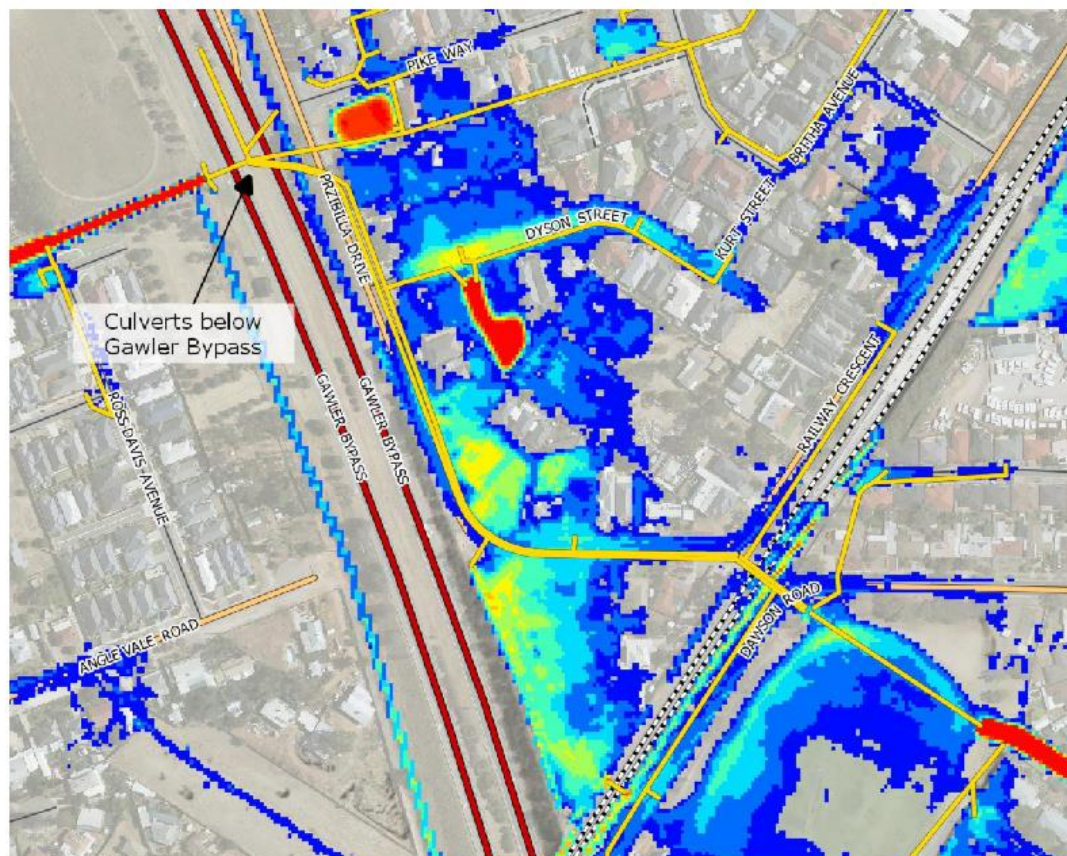 PIKE WAY
BRITHA AVENUE
PRZIBILLA DRIVE
DYSON STREET
KURT STREET
Culverts below
Gawler Bypass
GAWLER BYPASS
GAWLER BYPASS
RAILWAY CRESCENT
ROSS DAVIS AVENUE
DAWSON ROAD
ANGLE VALE ROAD